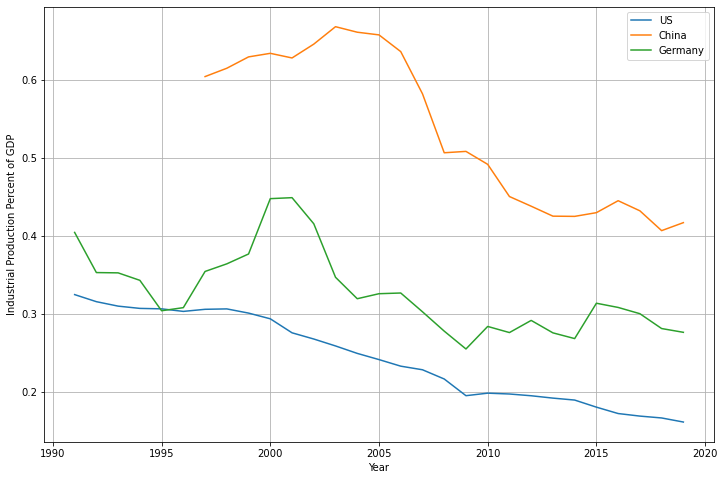 US
China
Germany
0.6
0.5
0.4
0.3
0.2
Industrial Production Percent of GDP
1990 1995 2000 2005 2010 2015 2020
Year